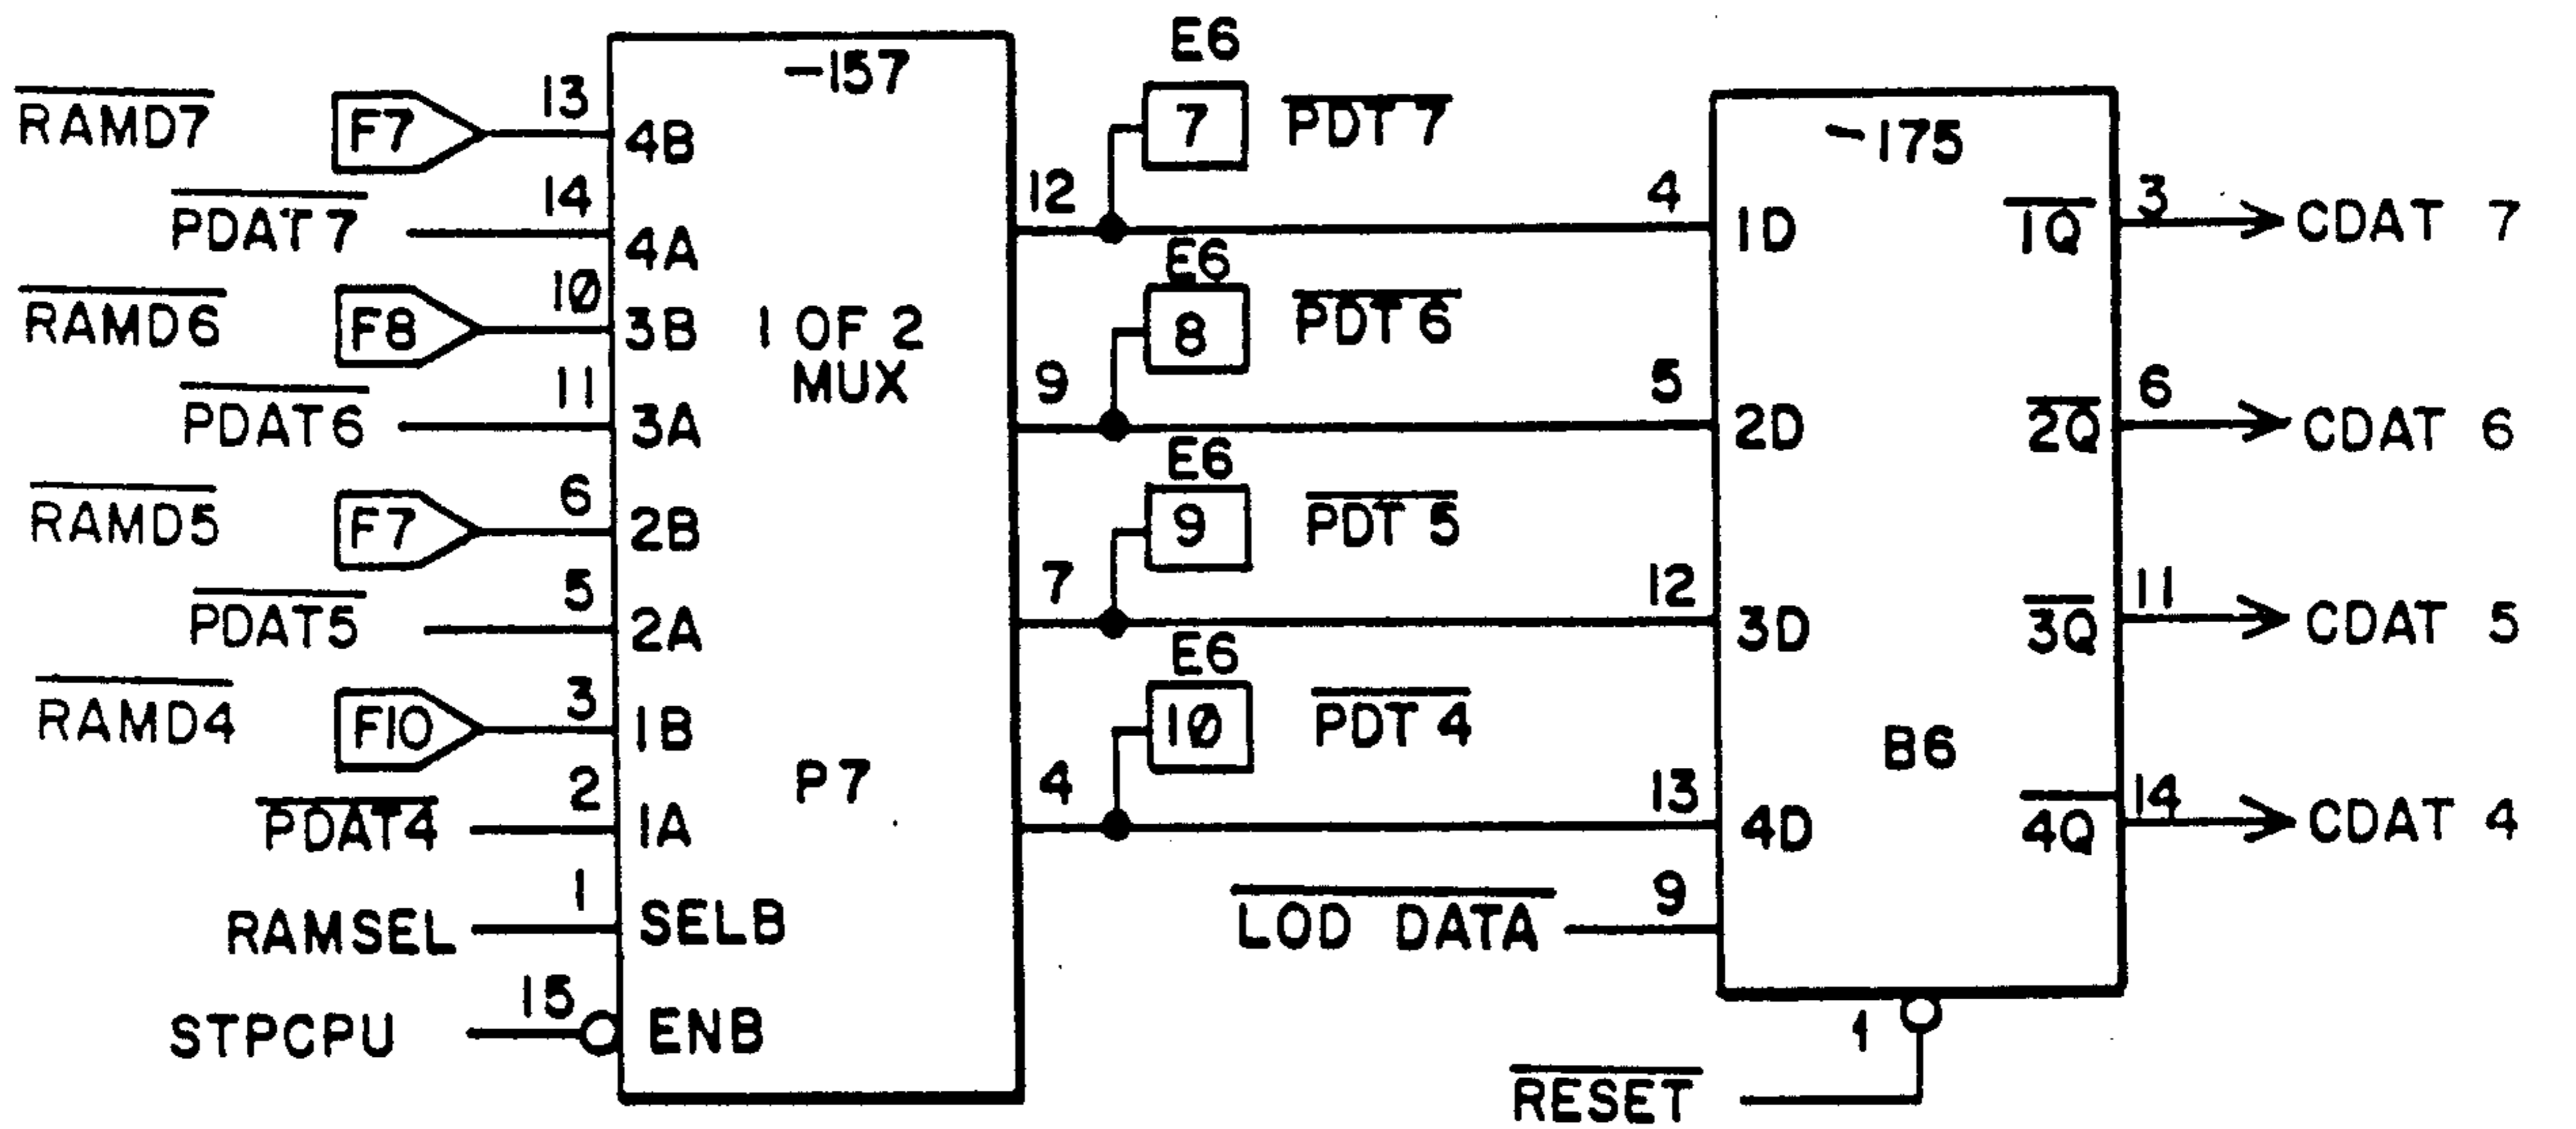 RAMD7
F7
13
4B
PDAT 7
14
4A
RAMD6
F8
10
3B
PDAT6
11
3A
RAMD5
F7
6
2B
PDAT5
5
2A
RAMD4
F10
3
1B
PDAT4
2
1A
RAMSEL
1
SELB
STPCPU
15
ENB
-157
1 OF 2
MUX
P7
12
9
7
4
E6
7
PDT 7
E6
8
PDT 6
E6
9
PDT 5
E6
10
PDT 4
4
1D
5
2D
12
3D
13
4D
LOD DATA
9
-175
B6
1
RESET
1Q
3
CDAT 7
2Q
6
CDAT 6
3Q
11
CDAT 5
4Q
14
CDAT 4